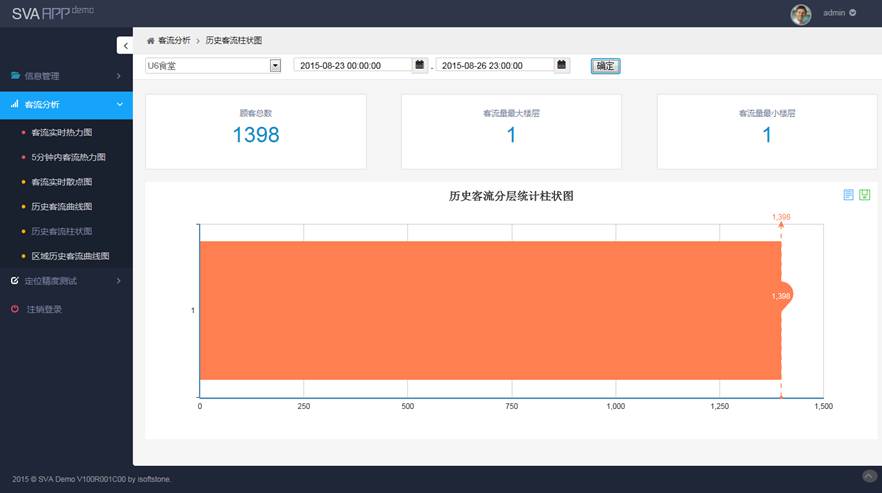 SVA APP demo
admin
客流分析 > 历史客流柱状图
U6食堂
2015-08-23 00:00:00
-
2015-08-26 23:00:00
确定
信息管理
客流分析
客流实时热力图
5分钟内客流热力图
客流实时散点图
历史客流曲线图
历史客流柱状图
区域历史客流曲线图
定位精度测试
注销登录
顾客总数
1398
客流量最大楼层
1
客流量最小楼层
1
历史客流分层统计柱状图
1,398
1,398
1
0 250 500 750 1,000 1,250 1,500
2015 © SVA Demo V100R001C00 by isoftstone.